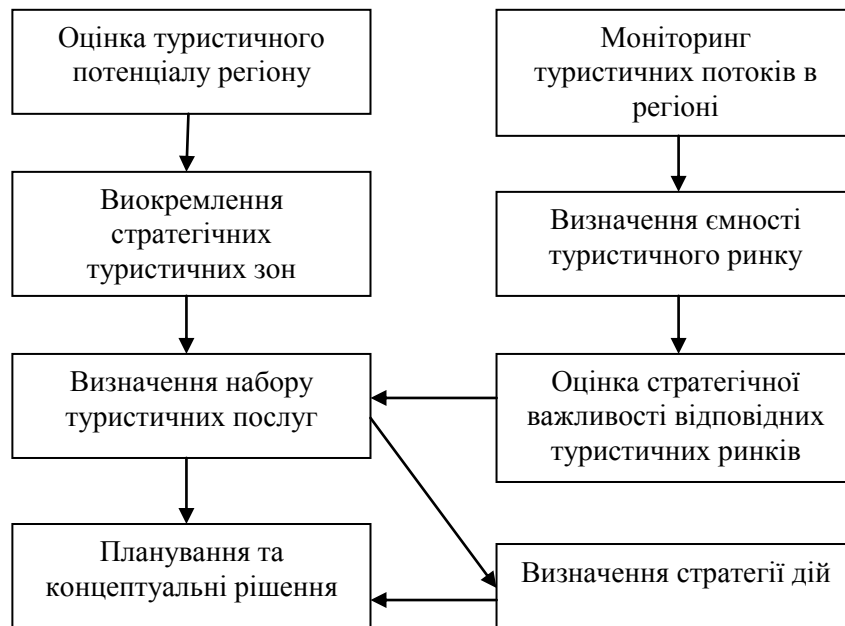 Оцінка туристичного
потенціалу регіону
Моніторинг
туристичних потоків в
регіоні
Виокремлення
стратегічних
туристичних зон
Визначення ємності
туристичного ринку
Визначення набору
туристичних послуг
Оцінка стратегічної
важливості відповідних
туристичних ринків
Планування та
концептуальні рішення
Визначення стратегії дій